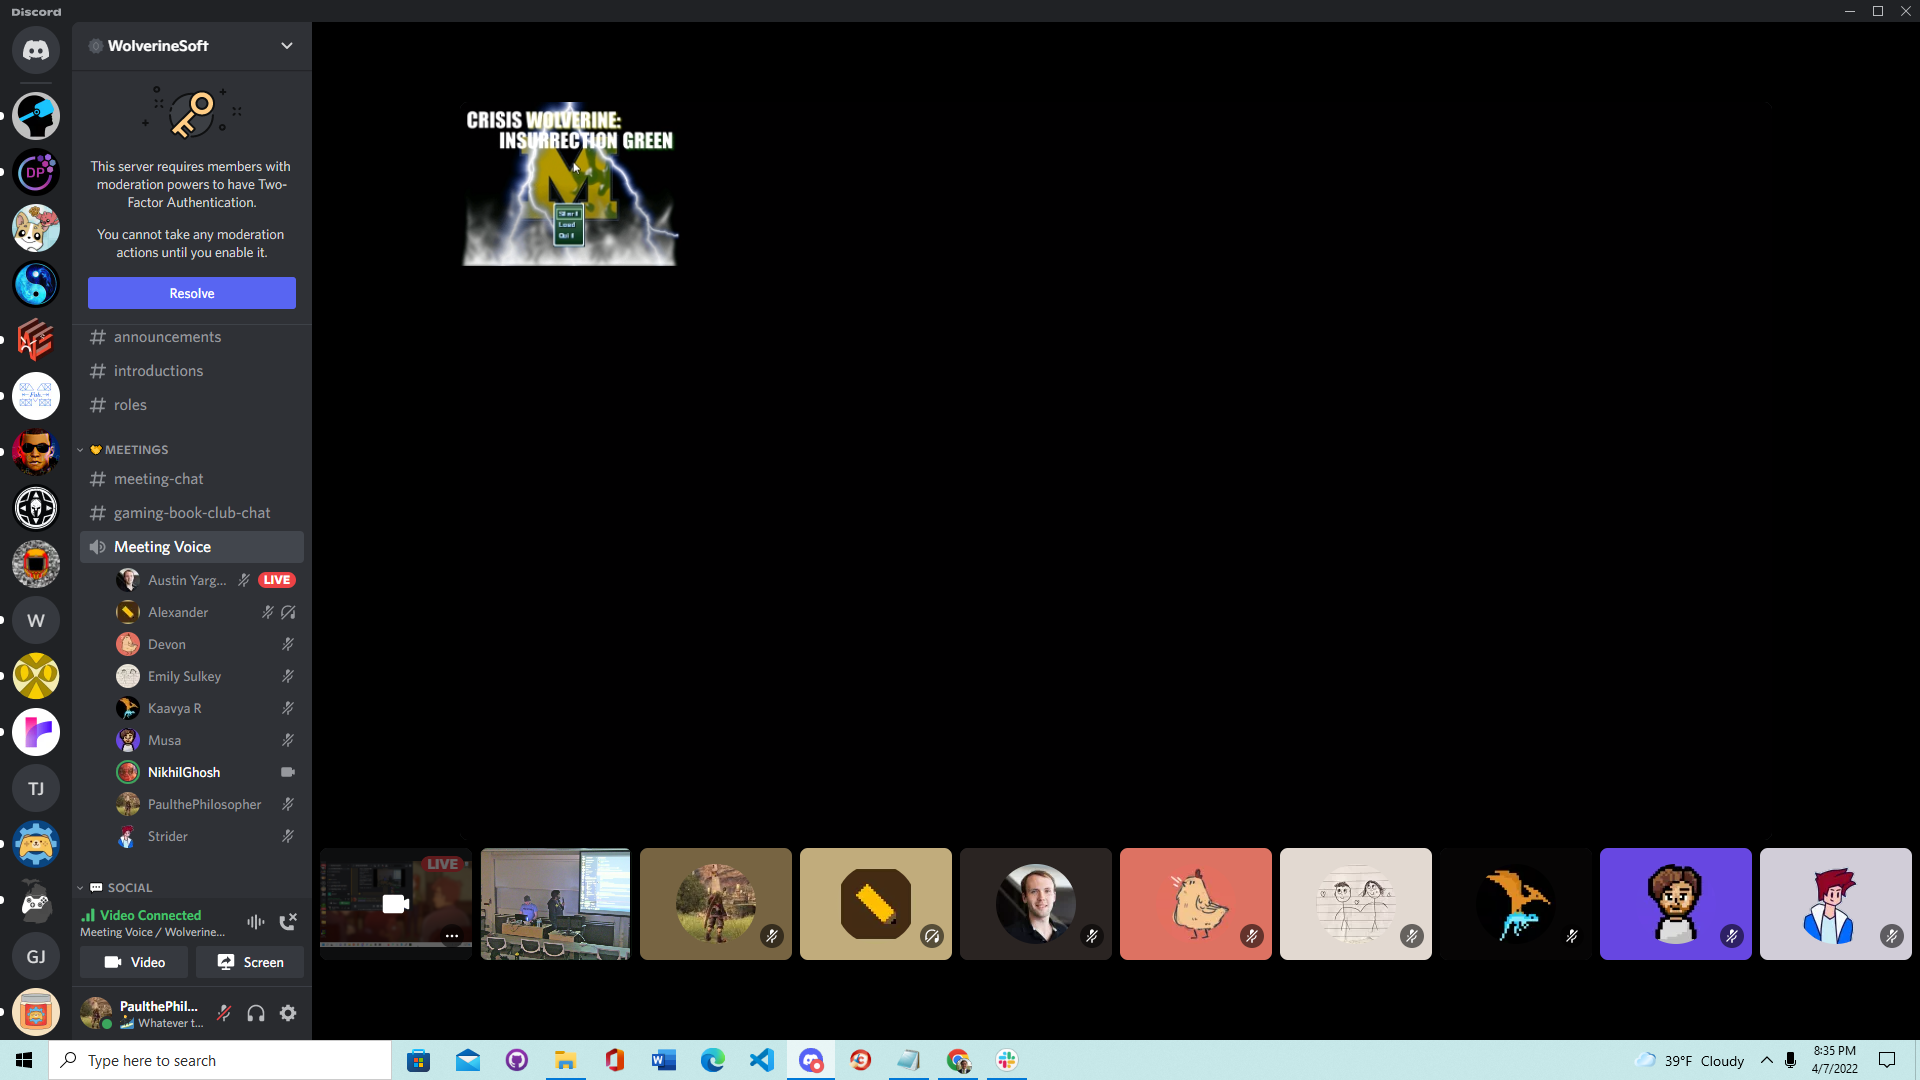 Discord
WolverineSoft
This server requires members with
moderation powers to have Two-
Factor Authentication.
You cannot take any moderation
actions until you enable it.
Resolve
announcements
introductions
roles
MEETINGS
meeting-chat
gaming-book-club-chat
Meeting Voice
Austin Yarg... LIVE
Alexander
Devon
Emily Sulkey
Kaavya R
Musa
NikhilGhosh
PaulthePhilosopher
Strider
SOCIAL
Video Connected
Meeting Voice / Wolverine...
Video Screen
PaulthePhil...
Whatever t...
DP
W
TJ
GJ
CRISIS WOLVERINE:
INSURRECTION GREEN
M
Start
Load
Quit
LIVE
Type here to search
39°F Cloudy
8:35 PM
4/7/2022